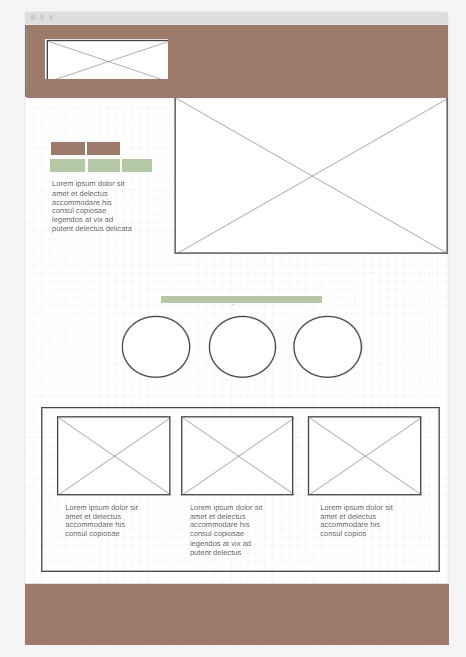 Lorem ipsum dolor sit
amet et delectus
accommodare his
consul copiosae
legendos at vix ad
putent delectus delicata
Lorem ipsum dolor sit
amet et delectus
accommodare his
consul copiosae
Lorem ipsum dolor sit
amet et delectus
accommodare his
consul copiosae
legendos at vix ad
putent delectus
Lorem ipsum dolor sit
amet et delectus
accommodare his
consul copios